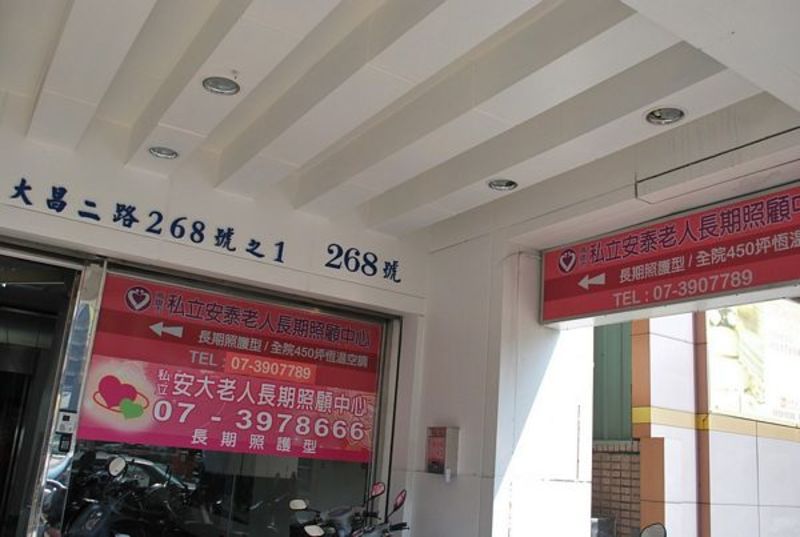 大昌二路268號之1 268號
私立安泰老人長期照顧中心
長期照護型/全院450坪恆溫空調
TEL:07-3907789
私立安大老人長期照顧中心
07-3978666
長期照護型
私立安泰老人長期照顧中
長期照護型/全院450坪恆溫
TEL:07-3907789